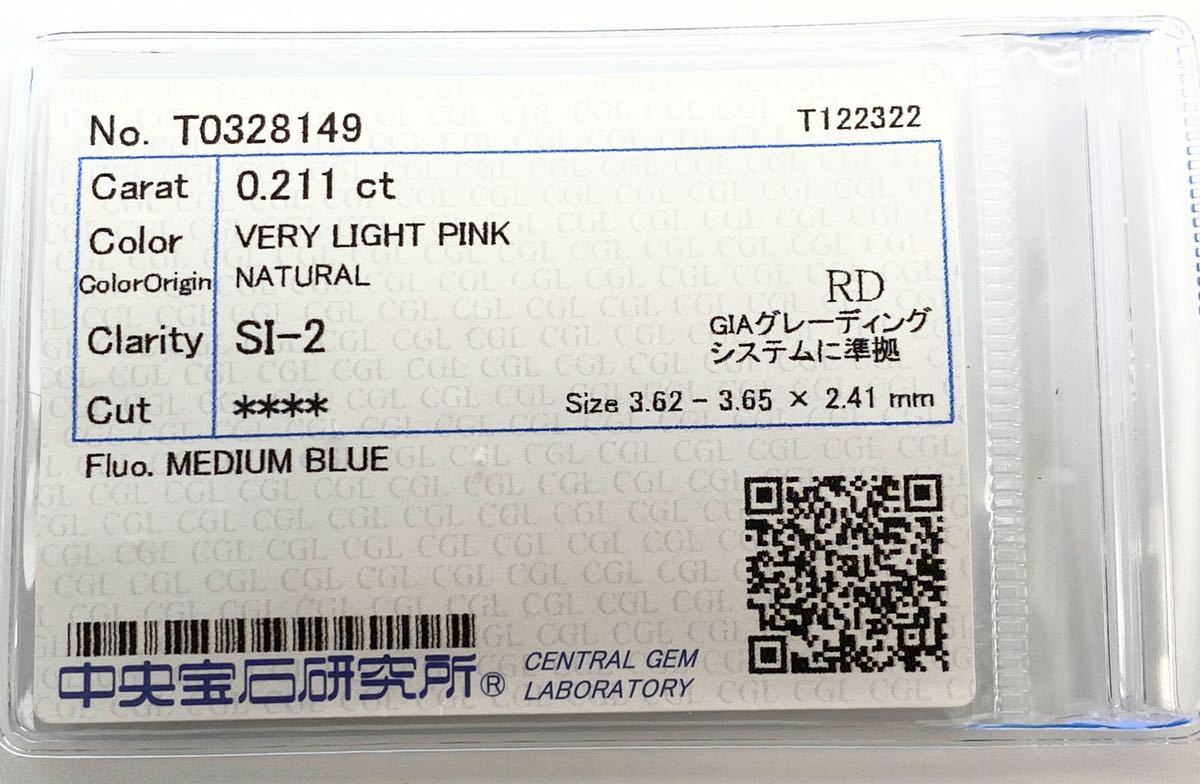 No. T0328149
T122322
Carat 0.211 ct
Color VERY LIGHT PINK
ColorOrigin NATURAL
RD
Clarity SI-2
GIAグレーディング
システムに準拠
Cut ****
Size 3.62 - 3.65 × 2.41 mm
Fluo. MEDIUM BLUE
中央宝石研究所®
CENTRAL GEM
LABORATORY